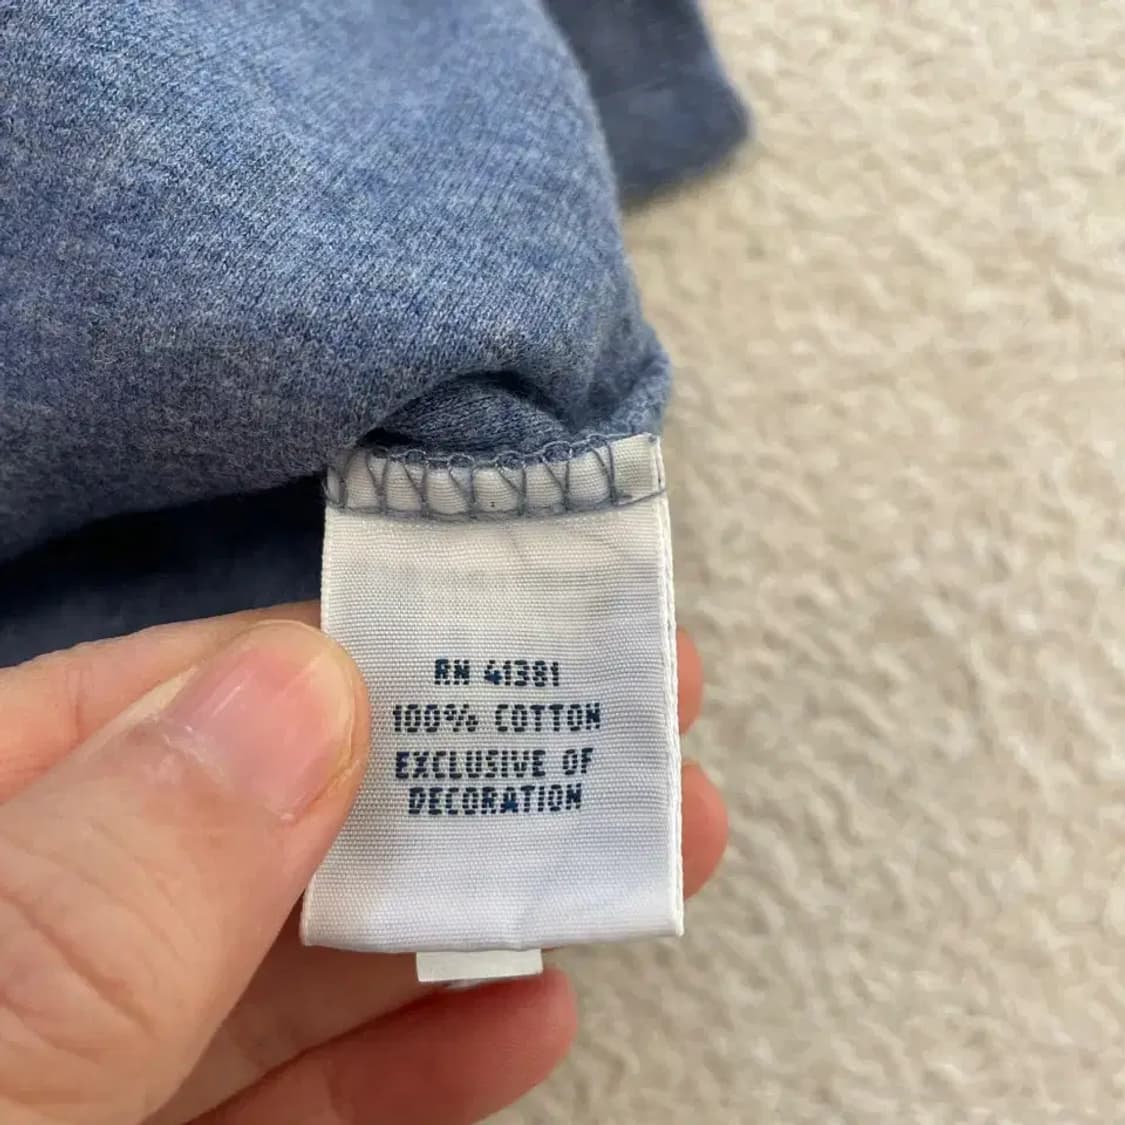 RN 41381
100% COTTON
EXCLUSIVE OF
DECORATION